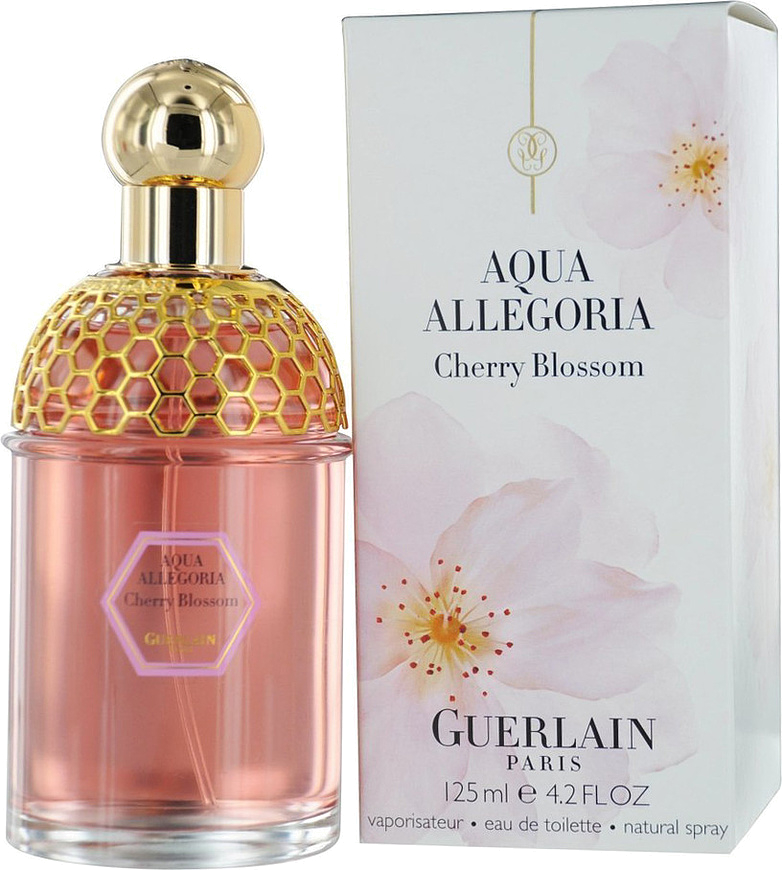 AQUA
ALLEGORIA
Cherry Blossom
GUERLAIN
PARIS
125 ml e 4.2 FL OZ
vaporisateur • eau de toilette • natural spray
AQUA
ALLEGORIA
Cherry Blossom
GUERLAIN